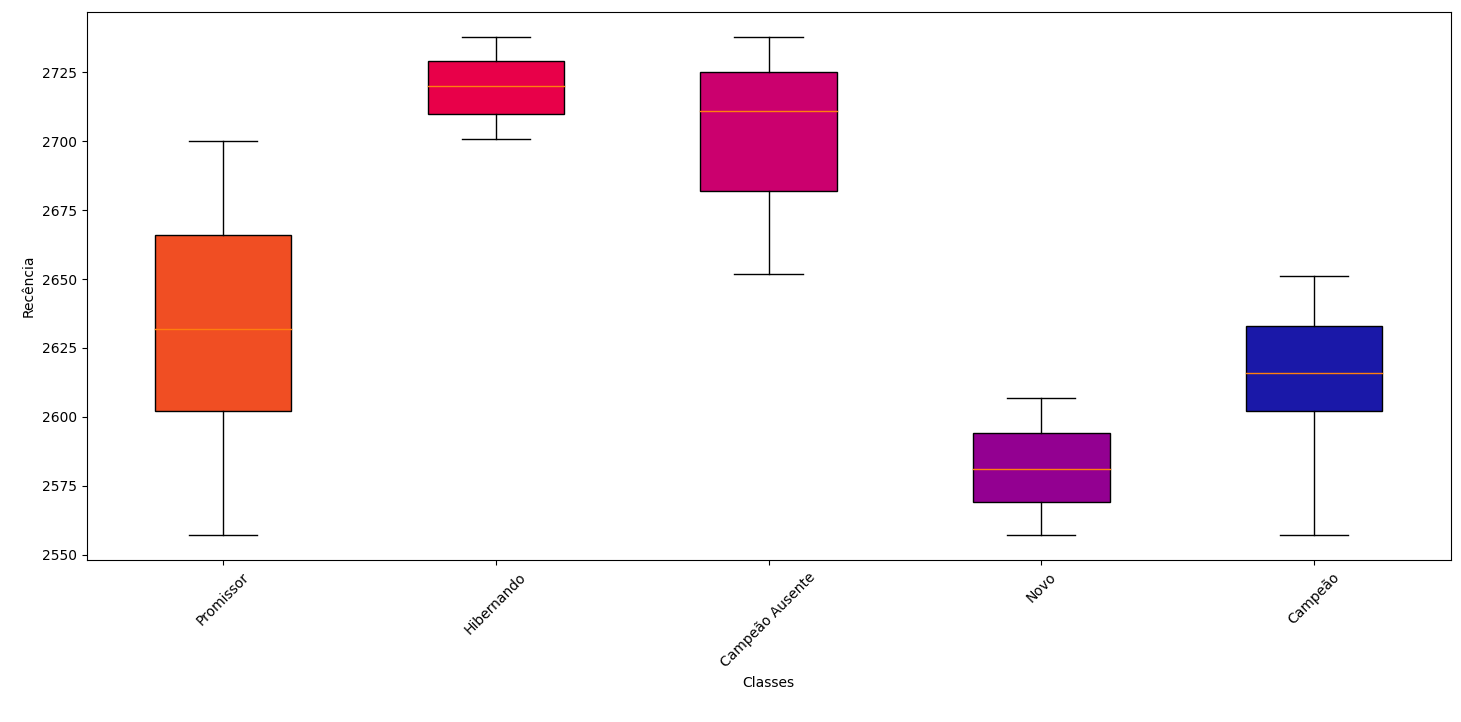 2725
2700
2675
2650
2625
2600
2575
2550
Recência
Promissor
Hibernando
Campeão Ausente
Novo
Campeão
Classes